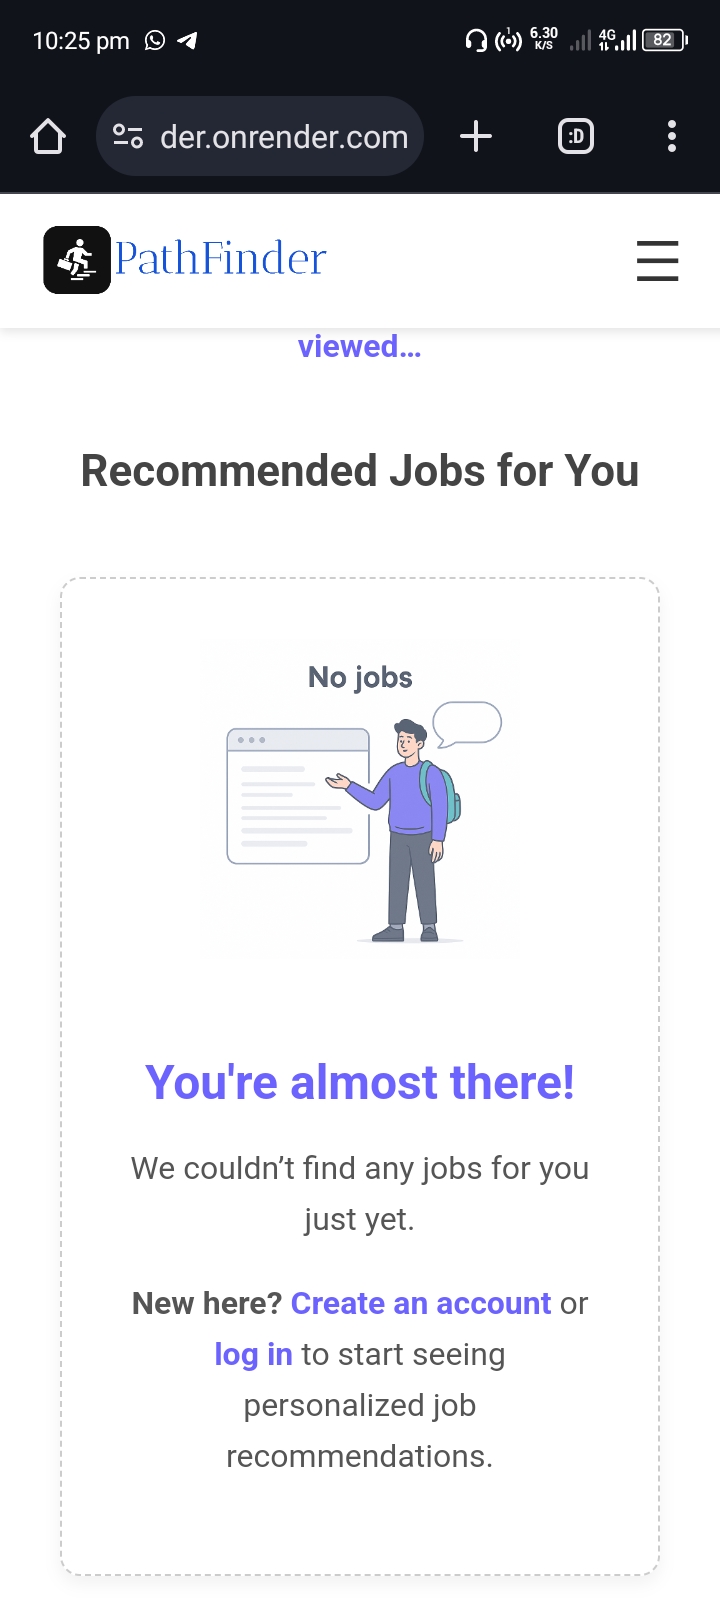 10:25 pm 1 6.30 K/S 4G 82
der.onrender.com :D
PathFinder
viewed...
Recommended Jobs for You
No jobs
You're almost there!
We couldn’t find any jobs for you
just yet.
New here? Create an account or
log in to start seeing
personalized job
recommendations.